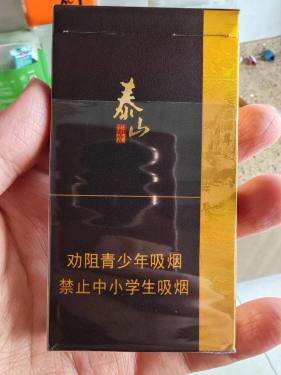 泰山
劝阻青少年吸烟
禁止中小学生吸烟